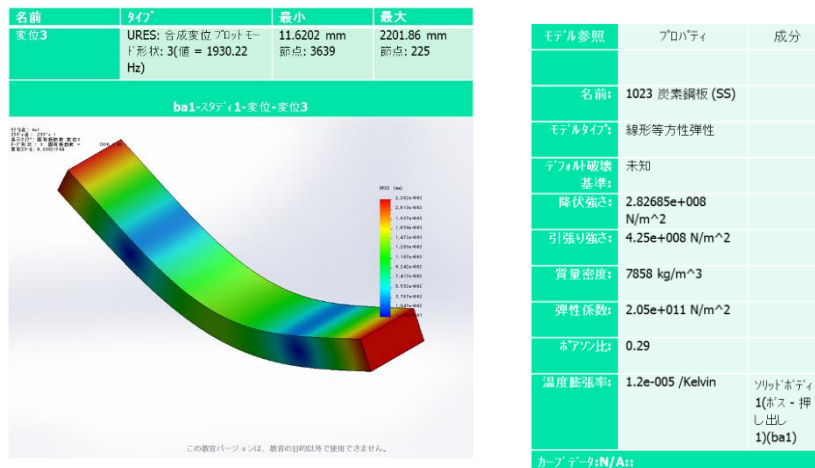 名前 タイプ 最小 最大
変位3 URES: 合成変位 プロット モー 11.6202 mm 2201.86 mm
ド形状: 3(値 = 1930.22 節点: 3639 節点: 225
Hz)
ba1-スタディ 1-変位-変位3
URES (mm)
この教育バージョンは、教育の目的以外で使用できません。
モデル参照 プロパティ 成分
名前: 1023 炭素鋼板 (SS)
モデルタイプ: 線形等方性弾性
デフォルト破壊 未知
基準:
降伏強さ: 2.82685e+008
N/m^2
引張り強さ: 4.25e+008 N/m^2
質量密度: 7858 kg/m^3
弾性係数: 2.05e+011 N/m^2
ポアソン比: 0.29
温度膨張率: 1.2e-005 /Kelvin ソリッド ボディ
1(ボス - 押
し出し
1)(ba1)
カーブ データ:N/A::